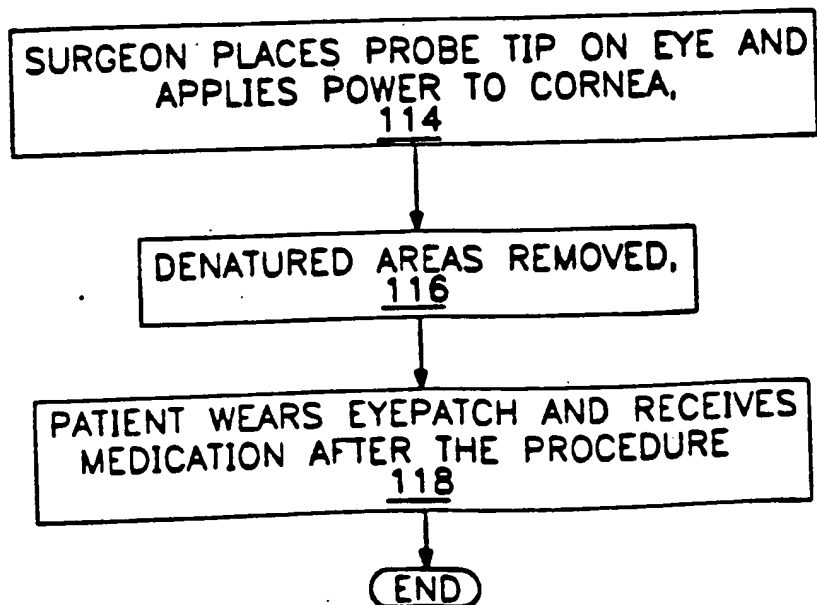 SURGEON PLACES PROBE TIP ON EYE AND
APPLIES POWER TO CORNEA.
114
DENATURED AREAS REMOVED.
116
PATIENT WEARS EYEPATCH AND RECEIVES
MEDICATION AFTER THE PROCEDURE
118
END